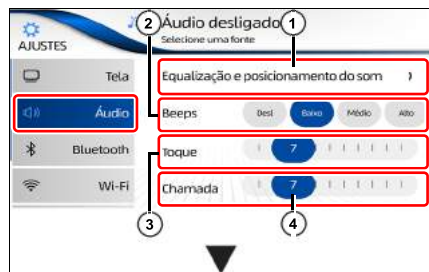 2
Áudio desligado
1
AJUSTES
Selecione uma fonte
Tela
Equalização e posicionamento do som
Áudio
Beeps
Desl
Baixo
Médio
Alto
Bluetooth
Toque
7
Wi-Fi
Chamada
7
3
4